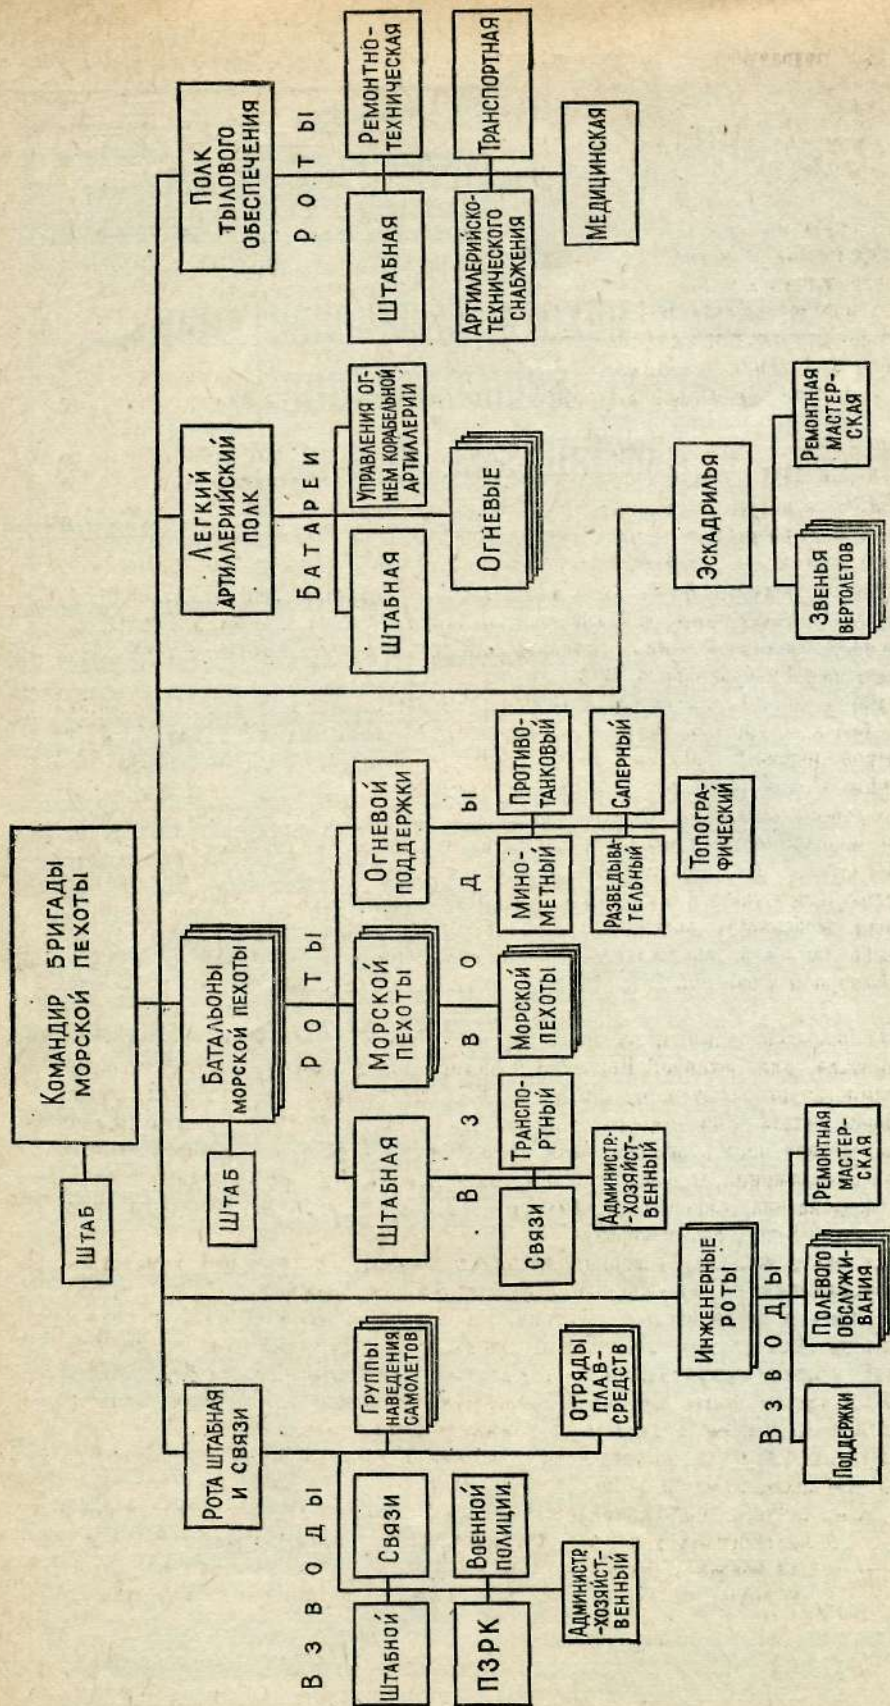 Командир бригады
морской пехоты
Штаб
Рота штабная
и связи
Батальоны
морской пехоты
Штаб
Легкий
артиллерийский
полк
Полк
тылового
обеспечения
Взводы
Штабной
Связи
ПЗРК
Военной
полиции
Администр.
-хозяйст-
венный
Группы
наведения
самолетов
Отряды
плав-
средств
Роты
Штабная
Морской
пехоты
Огневой
поддержки
Взводы
Связи
Транспо-
ртный
Администр.-
-хозяйст-
венный
Морской
пехоты
Мино-
метный
Противо-
танковый
Разведыва-
тельный
Саперный
Топогра-
фический
Батареи
Штабная
Управления ог-
нем корабельной
артиллерии
Огневые
Роты
Штабная
Ремонтно-
техническая
Артиллерийско-
технического
снабжения
Транспортная
Медицинская
Инженерные
роты
Взводы
Поддержки
Полевого
обслужи-
вания
Ремонтная
мастер-
ская
Эскадрилья
Звенья
вертолетов
Ремонтная
мастер-
ская